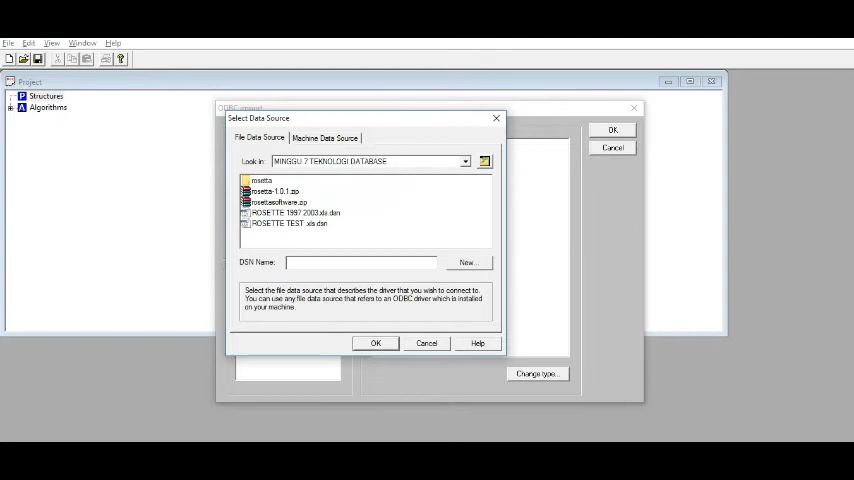 File Edit View Window Help
Project
Structures
Algorithms
ODBC import
OK
Cancel
Select Data Source
File Data Source
Machine Data Source
Look in:
MINGGU 7 TEKNOLOGI DATABASE
rosetta
rosetta-1.0.1.zip
rosettasoftware.zip
ROSETTE 1997 2003.xls.dsn
ROSETTE TEST .xls.dsn
DSN Name:
New...
Select the file data source that describes the driver that you wish to connect to.
You can use any file data source that refers to an ODBC driver which is installed
on your machine.
OK
Cancel
Help
Change type...